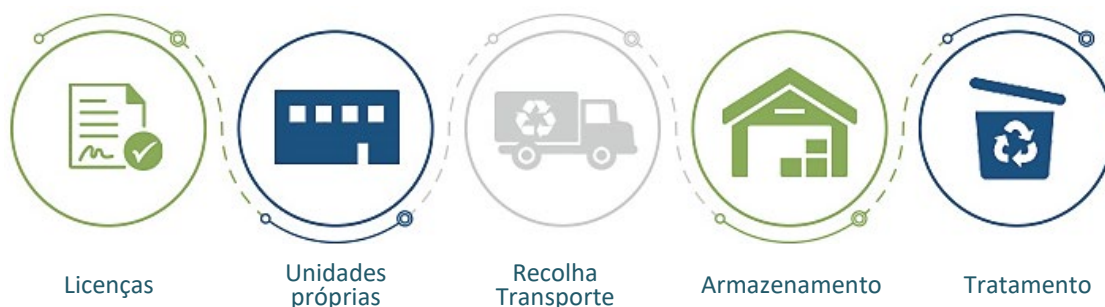 Licenças
Unidades
próprias
Recolha
Transporte
Armazenamento
Tratamento